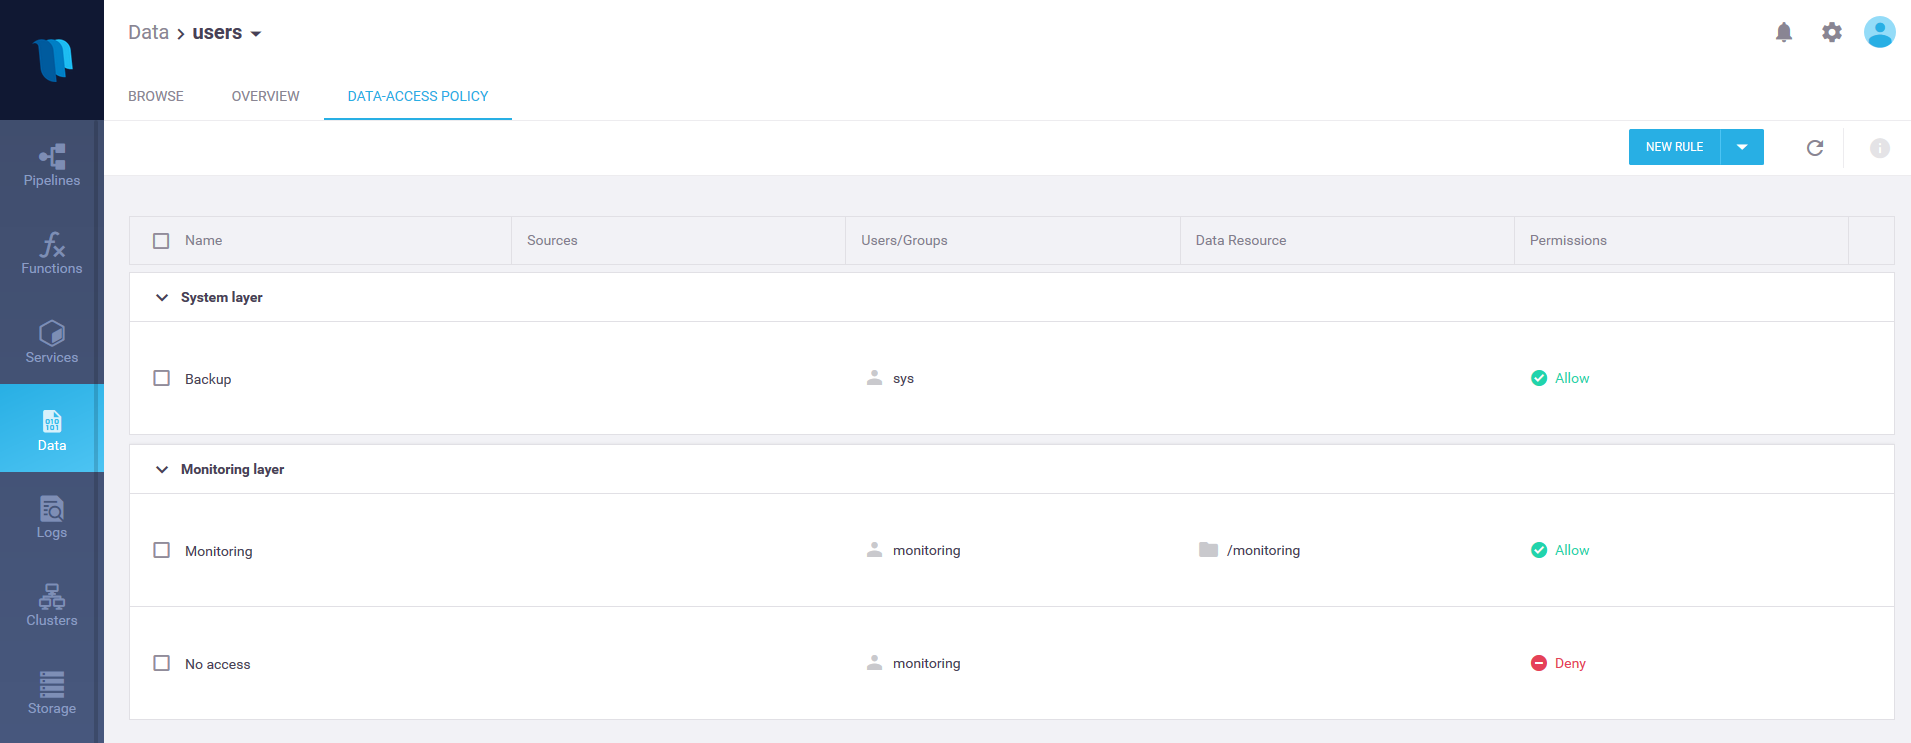 Data > users
BROWSE OVERVIEW DATA-ACCESS POLICY
NEW RULE
Pipelines
Functions
Services
010
101
Data
Logs
Clusters
Storage
Name Sources Users/Groups Data Resource Permissions
System layer
Backup sys Allow
Monitoring layer
Monitoring monitoring /monitoring Allow
No access monitoring Deny